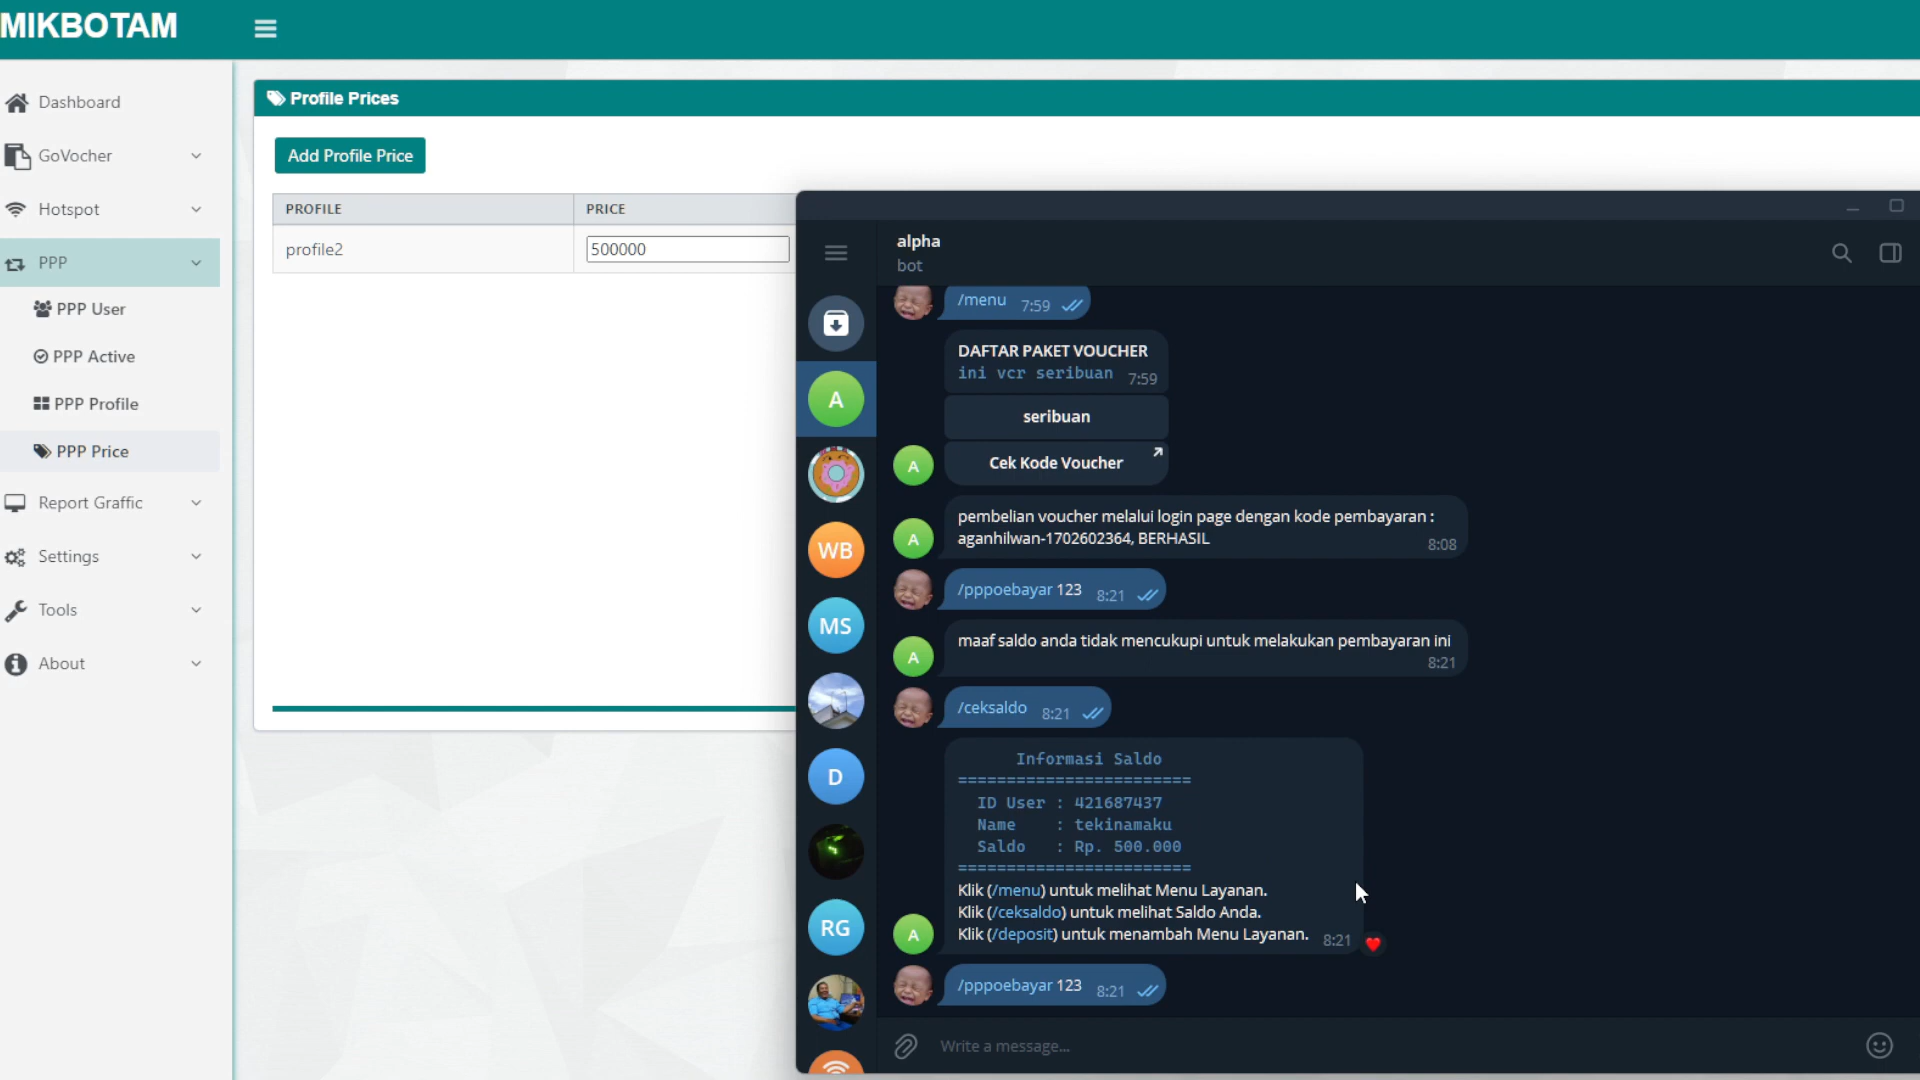 MIKBOTAM
Dashboard
GoVocher
Hotspot
PPP
PPP User
PPP Active
PPP Profile
PPP Price
Report Graffic
Settings
Tools
About
Profile Prices
Add Profile Price
PROFILE PRICE
profile2 500000
alpha
bot
/menu 7:59
DAFTAR PAKET VOUCHER
ini vcr seribuan 7:59
seribuan
Cek Kode Voucher
A
pembelian voucher melalui login page dengan kode pembayaran :
aganhilwan-1702602364, BERHASIL
8:08
A
/pppoebayar 123 8:21
maaf saldo anda tidak mencukupi untuk melakukan pembayaran ini
8:21
A
/ceksaldo 8:21
Informasi Saldo
========================
ID User : 421687437
Name : tekinamaku
Saldo : Rp. 500.000
========================
Klik (/menu) untuk melihat Menu Layanan.
Klik (/ceksaldo) untuk melihat Saldo Anda.
Klik (/deposit) untuk menambah Menu Layanan. 8:21
A
/pppoebayar 123 8:21
Write a message...
A
WB
MS
D
RG